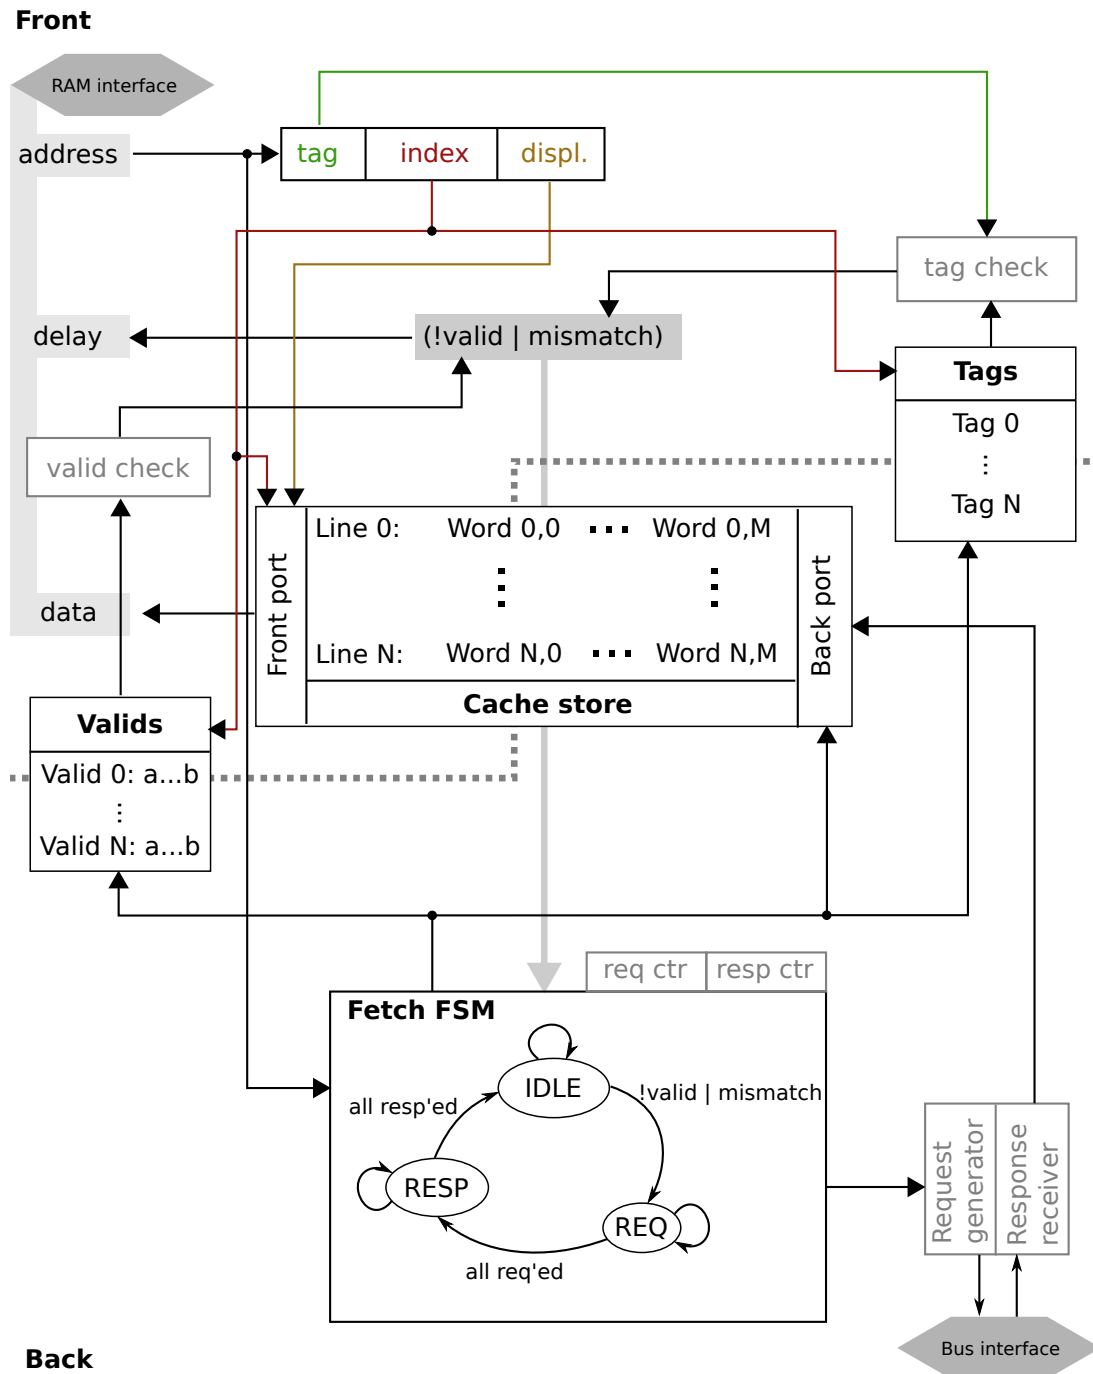 Front
RAM interface
address
tag index displ.
tag check
delay
(!valid | mismatch)
Tags
Tag 0
⋮
Tag N
valid check
Front port
Line 0: Word 0,0 ⋯ Word 0,M
⋮ ⋮
Line N: Word N,0 ⋯ Word N,M
Cache store
Back port
data
Valids
Valid 0: a...b
⋮
Valid N: a...b
req ctr resp ctr
Fetch FSM
IDLE
!valid | mismatch
all resp'ed
RESP
REQ
all req'ed
Request
generator
Response
receiver
Bus interface
Back